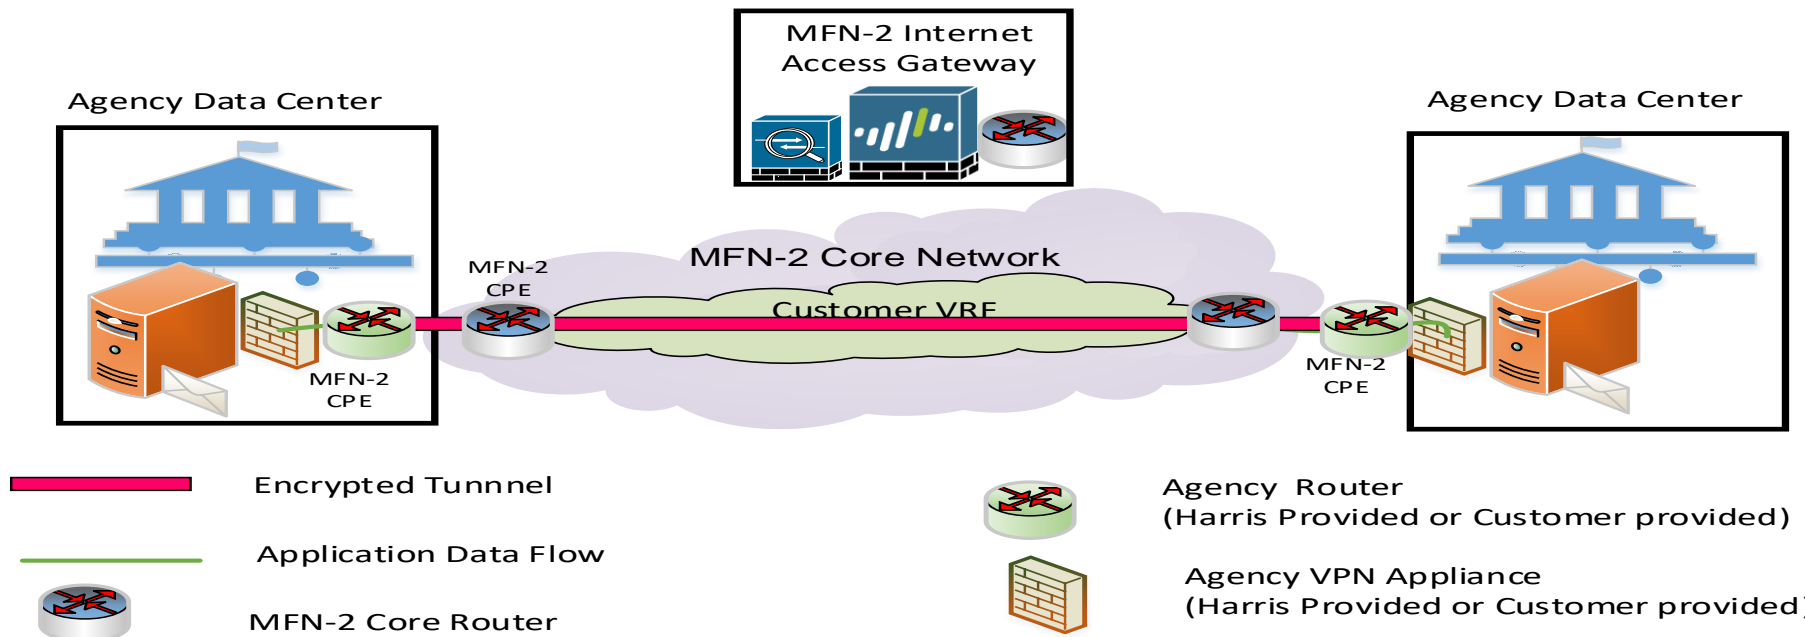 MFN-2 Internet
Access Gateway
Agency Data Center
Agency Data Center
MFN-2 Core Network
MFN-2
CPE
Customer VRF
MFN-2
CPE
MFN-2
CPE
Encrypted Tunnnel
Application Data Flow
MFN-2 Core Router
Agency Router
(Harris Provided or Customer provided)
Agency VPN Appliance
(Harris Provided or Customer provided)